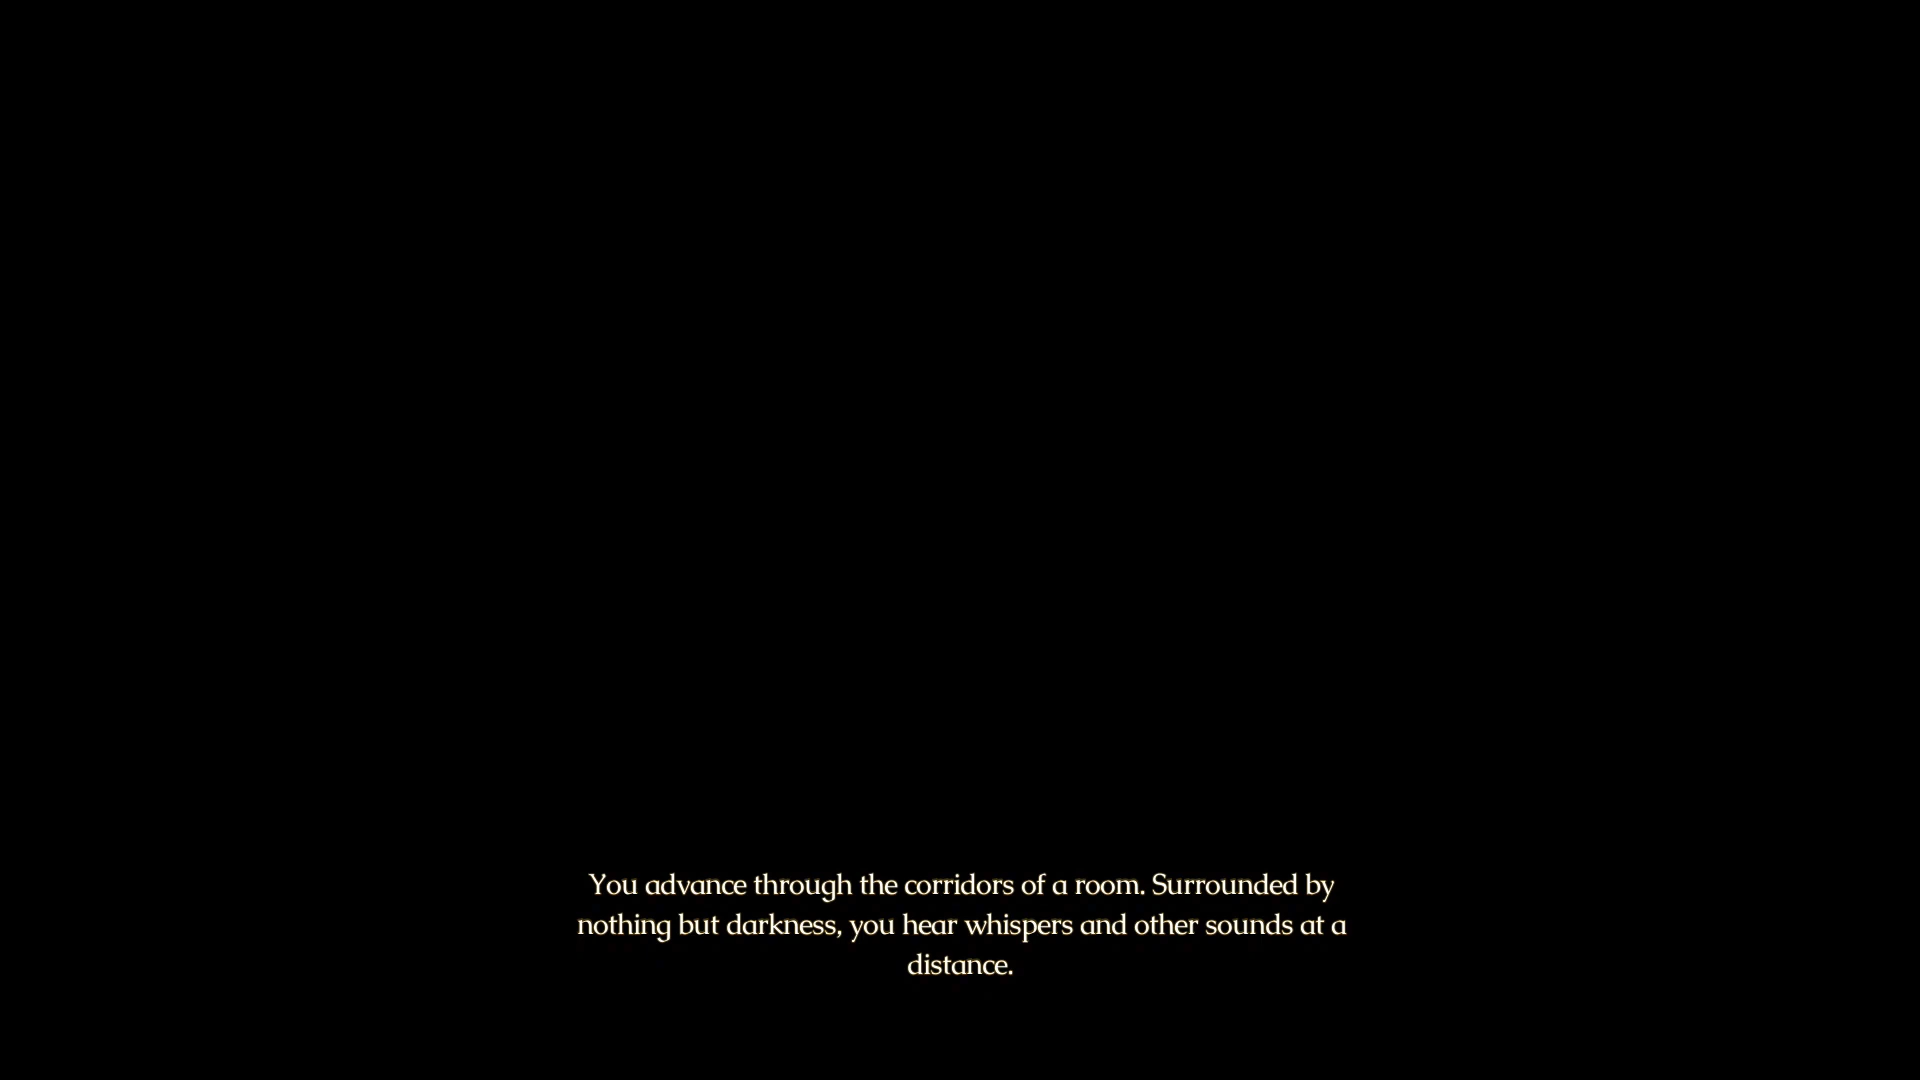 You advance through the corridors of a room. Surrounded by
nothing but darkness, you hear whispers and other sounds at a
distance.